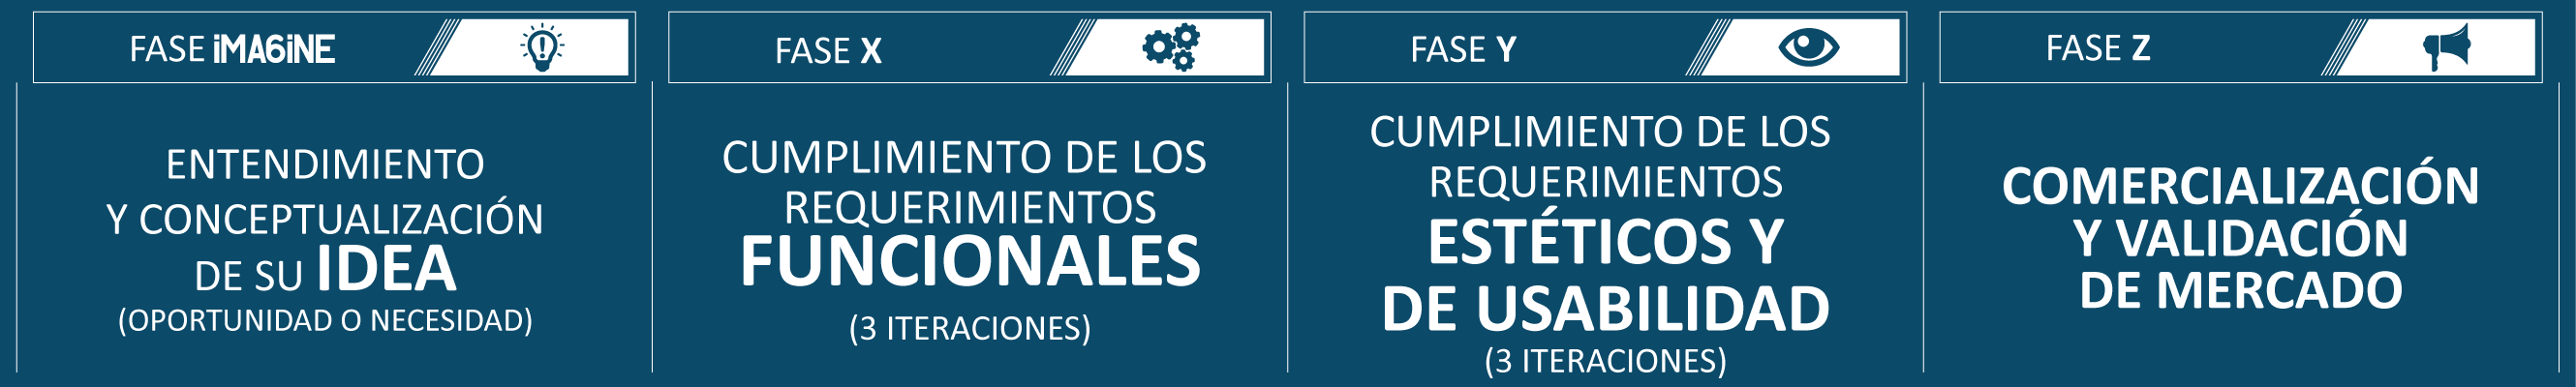 FASE iMA6iNE
ENTENDIMIENTO
Y CONCEPTUALIZACIÓN
DE SU IDEA
(OPORTUNIDAD O NECESIDAD)
FASE X
CUMPLIMIENTO DE LOS
REQUERIMIENTOS
FUNCIONALES
(3 ITERACIONES)
FASE Y
CUMPLIMIENTO DE LOS
REQUERIMIENTOS
ESTÉTICOS Y
DE USABILIDAD
(3 ITERACIONES)
FASE Z
COMERCIALIZACIÓN
Y VALIDACIÓN
DE MERCADO